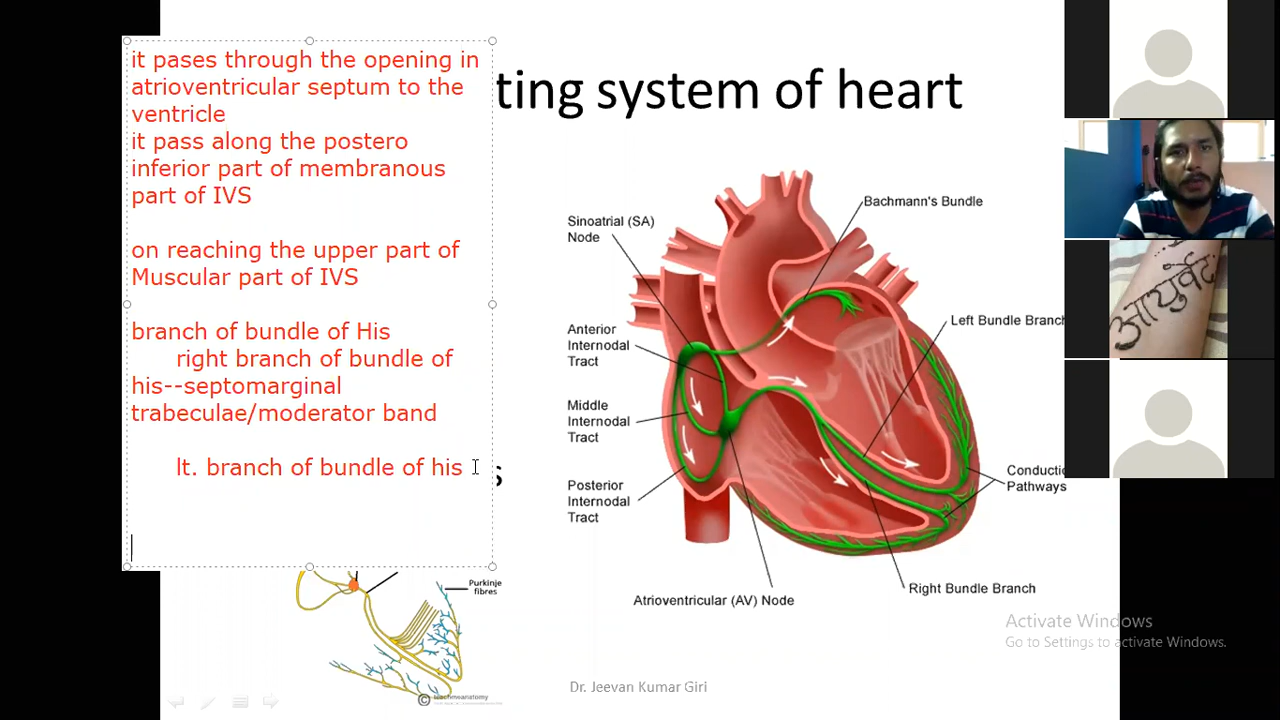 it pases through the opening in
atrioventricular septum to the
ventricle
it pass along the postero
inferior part of membranous
part of IVS
on reaching the upper part of
Muscular part of IVS
branch of bundle of His
right branch of bundle of
his--septomarginal
trabeculae/moderator band
lt. branch of bundle of his
ting system of heart
s
Sinoatrial (SA)
Node
Bachmann's Bundle
Anterior
Internodal
Tract
Left Bundle Branch
Middle
Internodal
Tract
Posterior
Internodal
Tract
Conductic
Pathways
Right Bundle Branch
Atrioventricular (AV) Node
Purkinje
fibres
© teachmeanatomy
Dr. Jeevan Kumar Giri
Activate Windows
Go to Settings to activate Windows.
आयुर्वेद